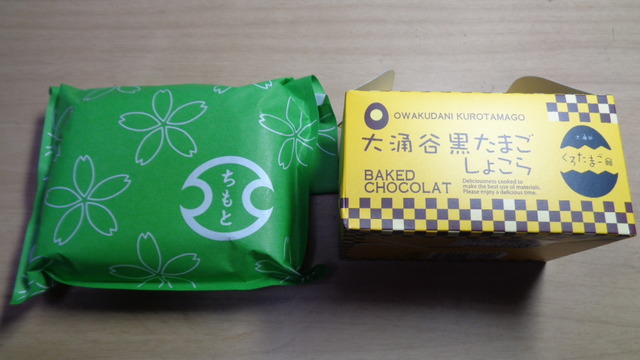 ちもと
OWAKUDANI KUROTAMAGO
大涌谷黒たまご
しょこら
BAKED
CHOCOLAT
Deliciousness cooked to
make the best use of materials.
Please enjoy a delicious time.
大涌谷
くろたまご館